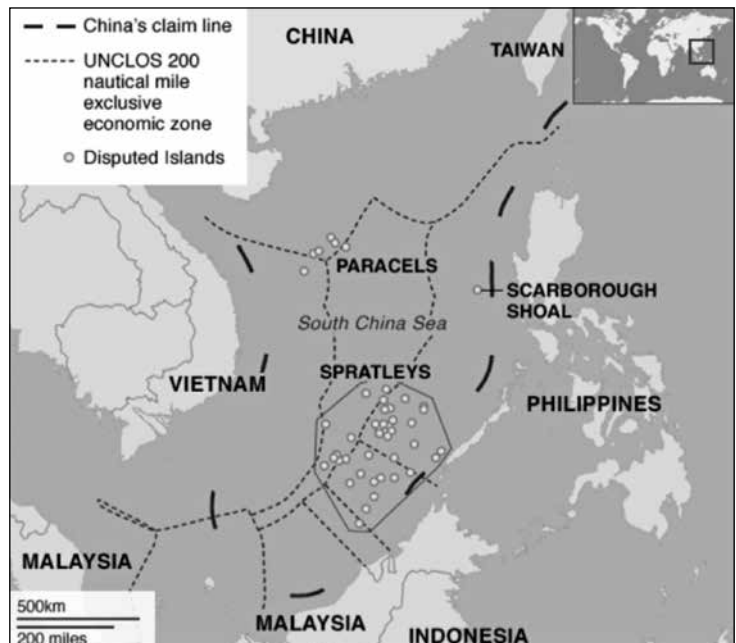 China's claim line
UNCLOS 200
nautical mile
exclusive
economic zone
Disputed Islands
CHINA
TAIWAN
PARACELS
SCARBOROUGH
SHOAL
South China Sea
SPRATLEYS
VIETNAM
PHILIPPINES
MALAYSIA
500km
200 miles
MALAYSIA
INDONESIA